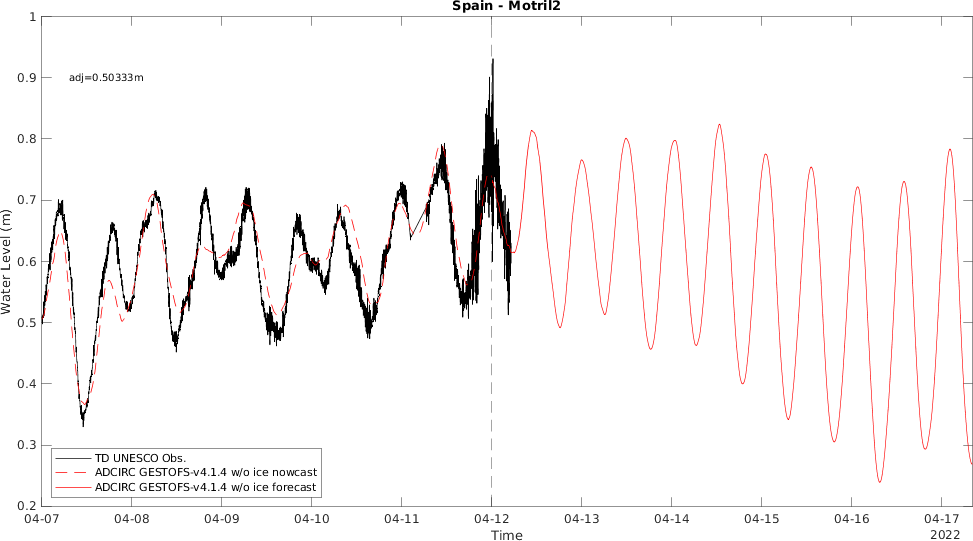 Spain - Motril2
1
0.9
0.8
0.7
0.6
0.5
0.4
0.3
0.2
Water Level (m)
adj=0.50333m
TD UNESCO Obs.
ADCIRC GESTOFS-v4.1.4 w/o ice nowcast
ADCIRC GESTOFS-v4.1.4 w/o ice forecast
04-07 04-08 04-09 04-10 04-11 04-12 04-13 04-14 04-15 04-16 04-17
Time
2022